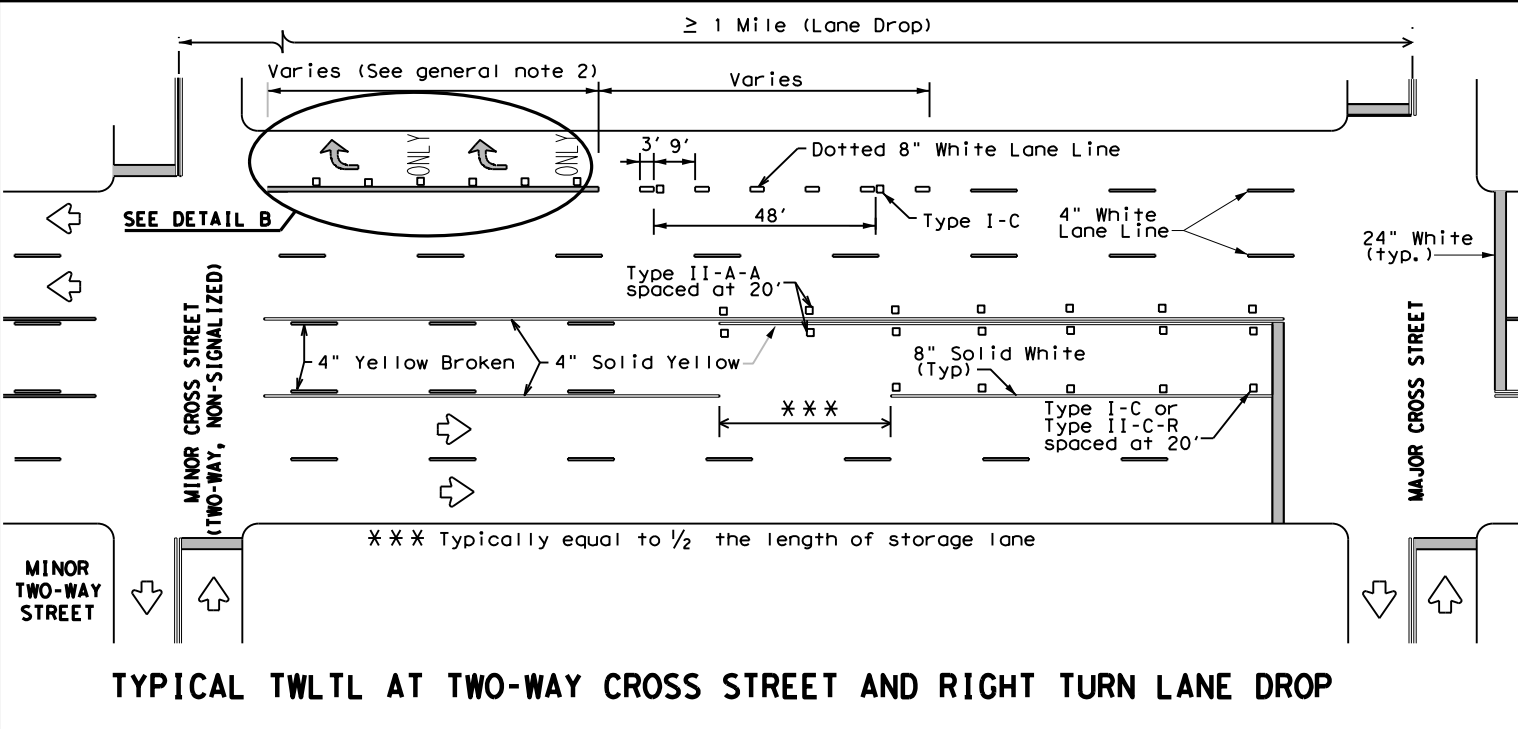 ≥ 1 Mile (Lane Drop)
Varies (See general note 2)
Varies
ONLY
ONLY
3' 9'
Dotted 8" White Lane Line
SEE DETAIL B
48'
Type I-C
4" White
Lane Line
24" White
(typ.)
Type II-A-A
spaced at 20'
MINOR CROSS STREET
(TWO-WAY, NON-SIGNALIZED)
4" Yellow Broken
4" Solid Yellow
8" Solid White
(Typ)
MAJOR CROSS STREET
***
Type I-C or
Type II-C-R
spaced at 20'
*** Typically equal to 1/2 the length of storage lane
MINOR
TWO-WAY
STREET
TYPICAL TWLTL AT TWO-WAY CROSS STREET AND RIGHT TURN LANE DROP